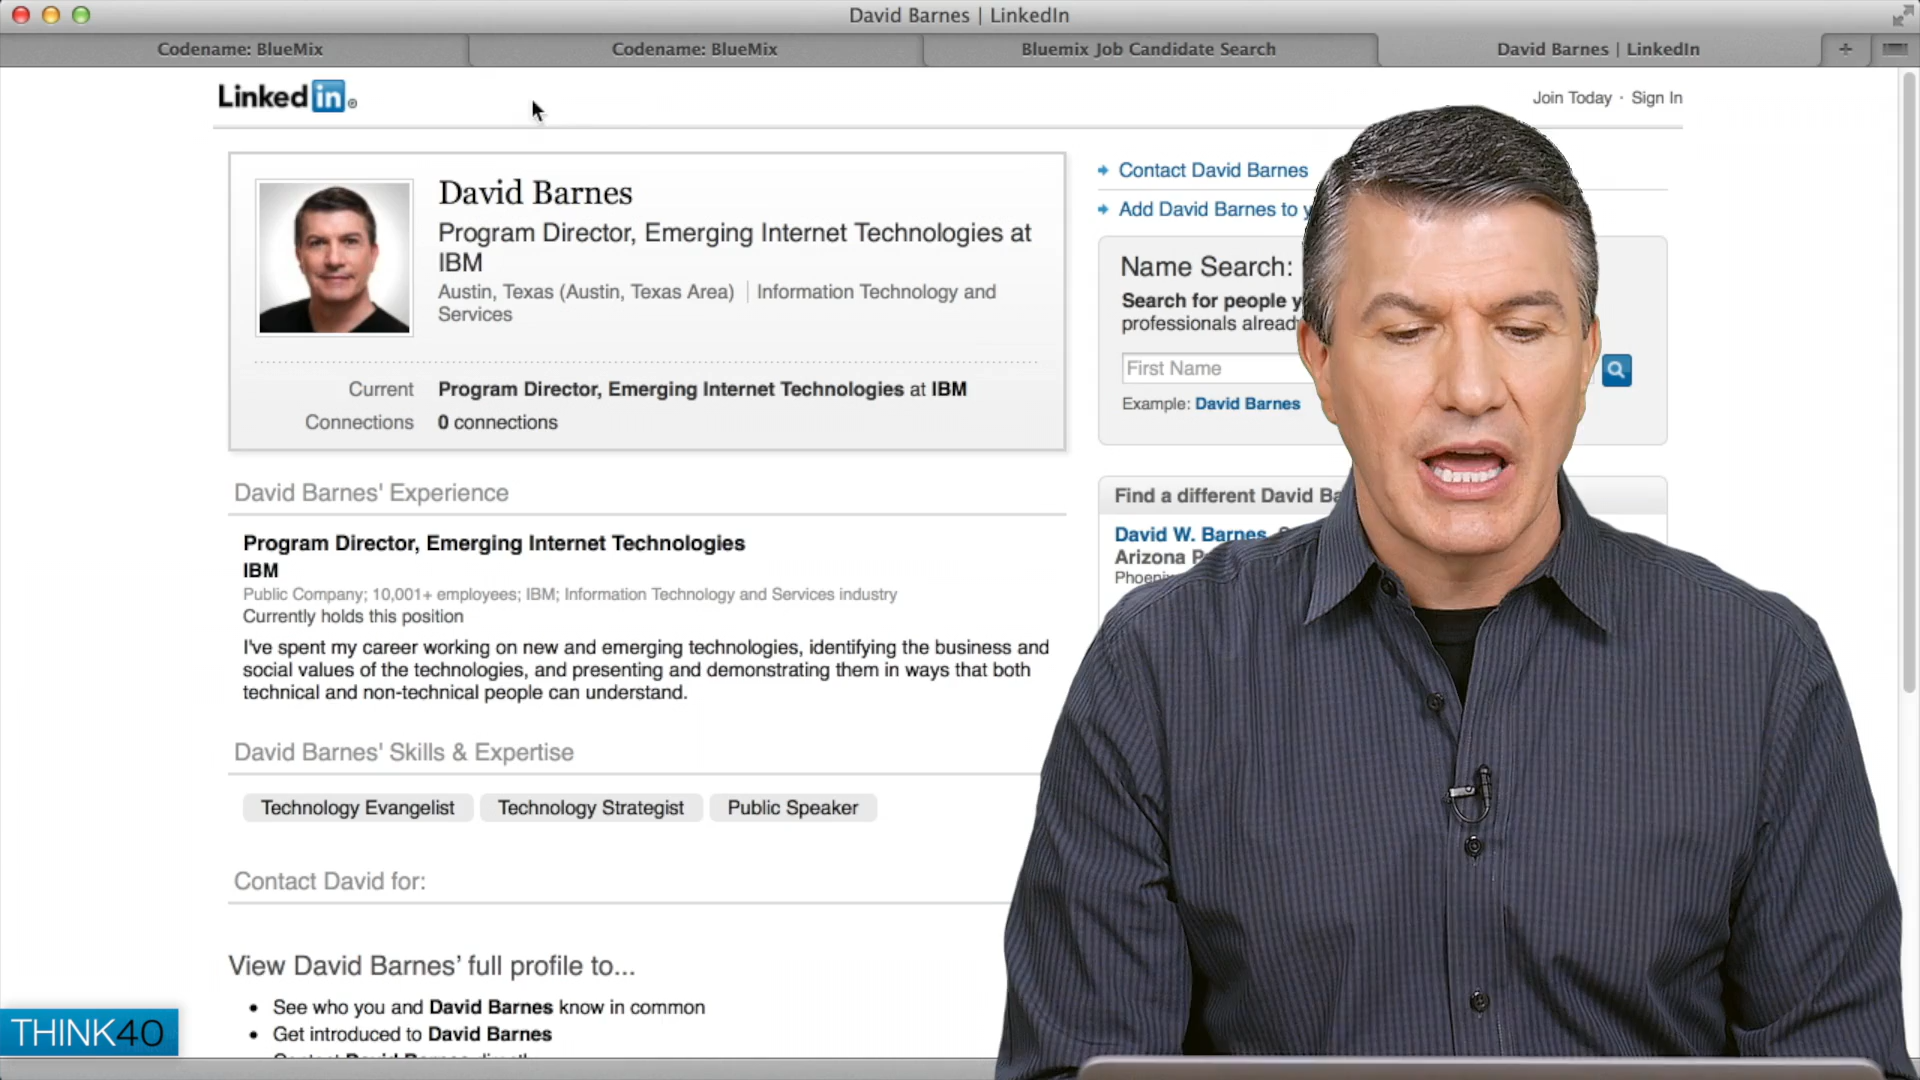 David Barnes | LinkedIn
Codename: BlueMix
Codename: BlueMix
Bluemix Job Candidate Search
David Barnes | LinkedIn
Linked in
Join Today · Sign In
David Barnes
Program Director, Emerging Internet Technologies at
IBM
Austin, Texas (Austin, Texas Area) | Information Technology and
Services
Current Program Director, Emerging Internet Technologies at IBM
Connections 0 connections
David Barnes' Experience
Program Director, Emerging Internet Technologies
IBM
Public Company; 10,001+ employees; IBM; Information Technology and Services industry
Currently holds this position
I've spent my career working on new and emerging technologies, identifying the business and
social values of the technologies, and presenting and demonstrating them in ways that both
technical and non-technical people can understand.
David Barnes' Skills & Expertise
Technology Evangelist Technology Strategist Public Speaker
Contact David for:
View David Barnes' full profile to...
• See who you and David Barnes know in common
• Get introduced to David Barnes
Contact David Barnes to
Contact David Barnes
Add David Barnes to
Name Search:
Search for people
professionals
First Name
Example: David Barnes
Find a different David
David W. Barnes,
Arizona
THINK40